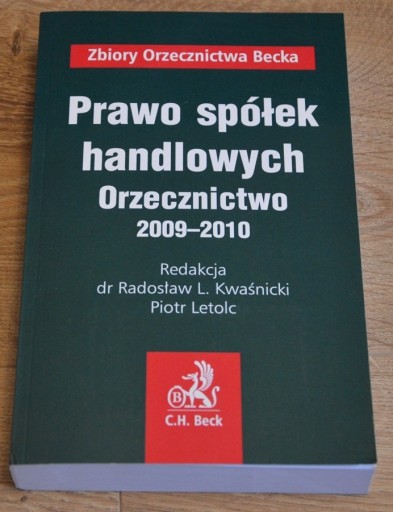 Zbiory Orzecznictwa Becka
Prawo spółek
handlowych
Orzecznictwo
2009–2010
Redakcja
dr Radosław L. Kwaśnicki
Piotr Letolc
B
C.H. Beck